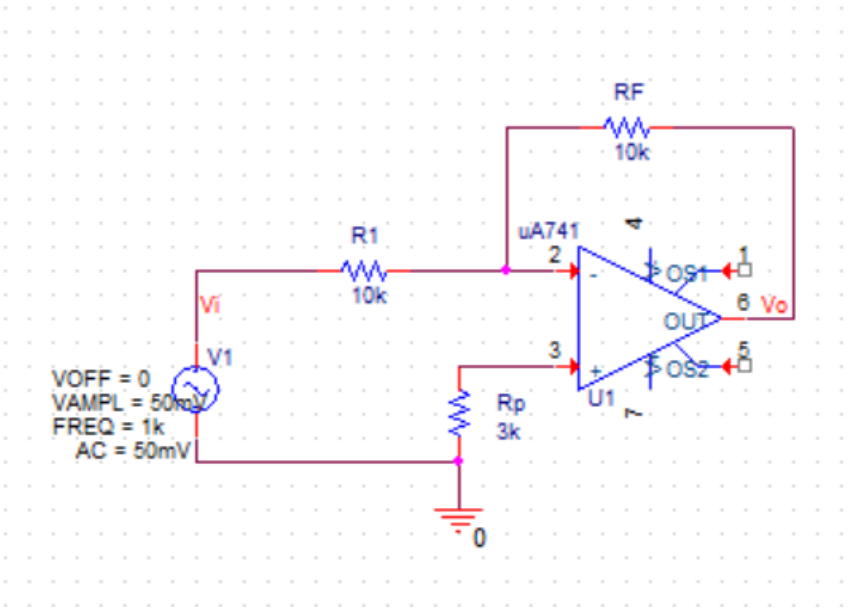 RF
10k
uA741
4
R1
2
-
OS1
1
10k
6
Vo
Vi
OUT
3
+
OS2
5
V1
VOFF = 0
VAMPL = 50mV
FREQ = 1k
AC = 50mV
Rp
3k
U1
7
0